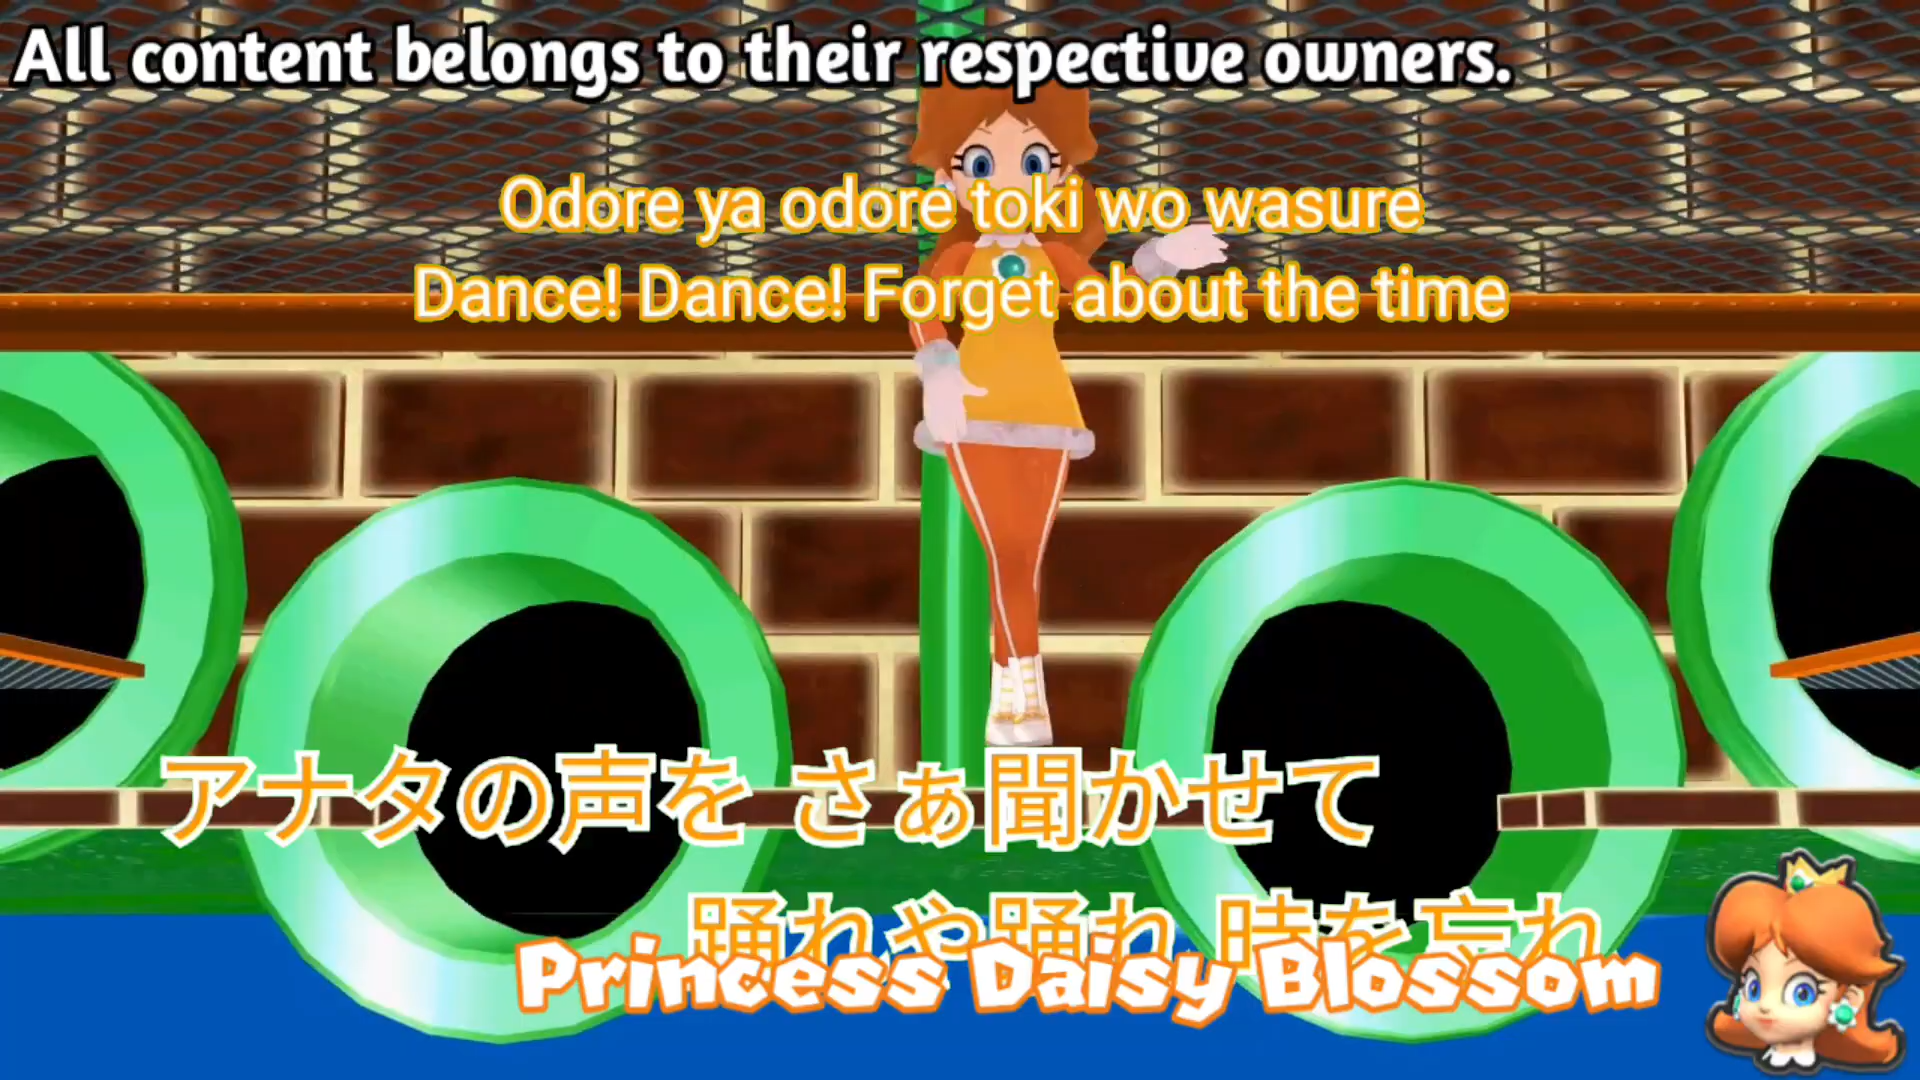 All content belongs to their respective owners.
Odore ya odore toki wo wasure
Dance! Dance! Forget about the time
アナタの声を さぁ聞かせて
踊れや踊れ 時を忘れ
Princess Daisy Blossom